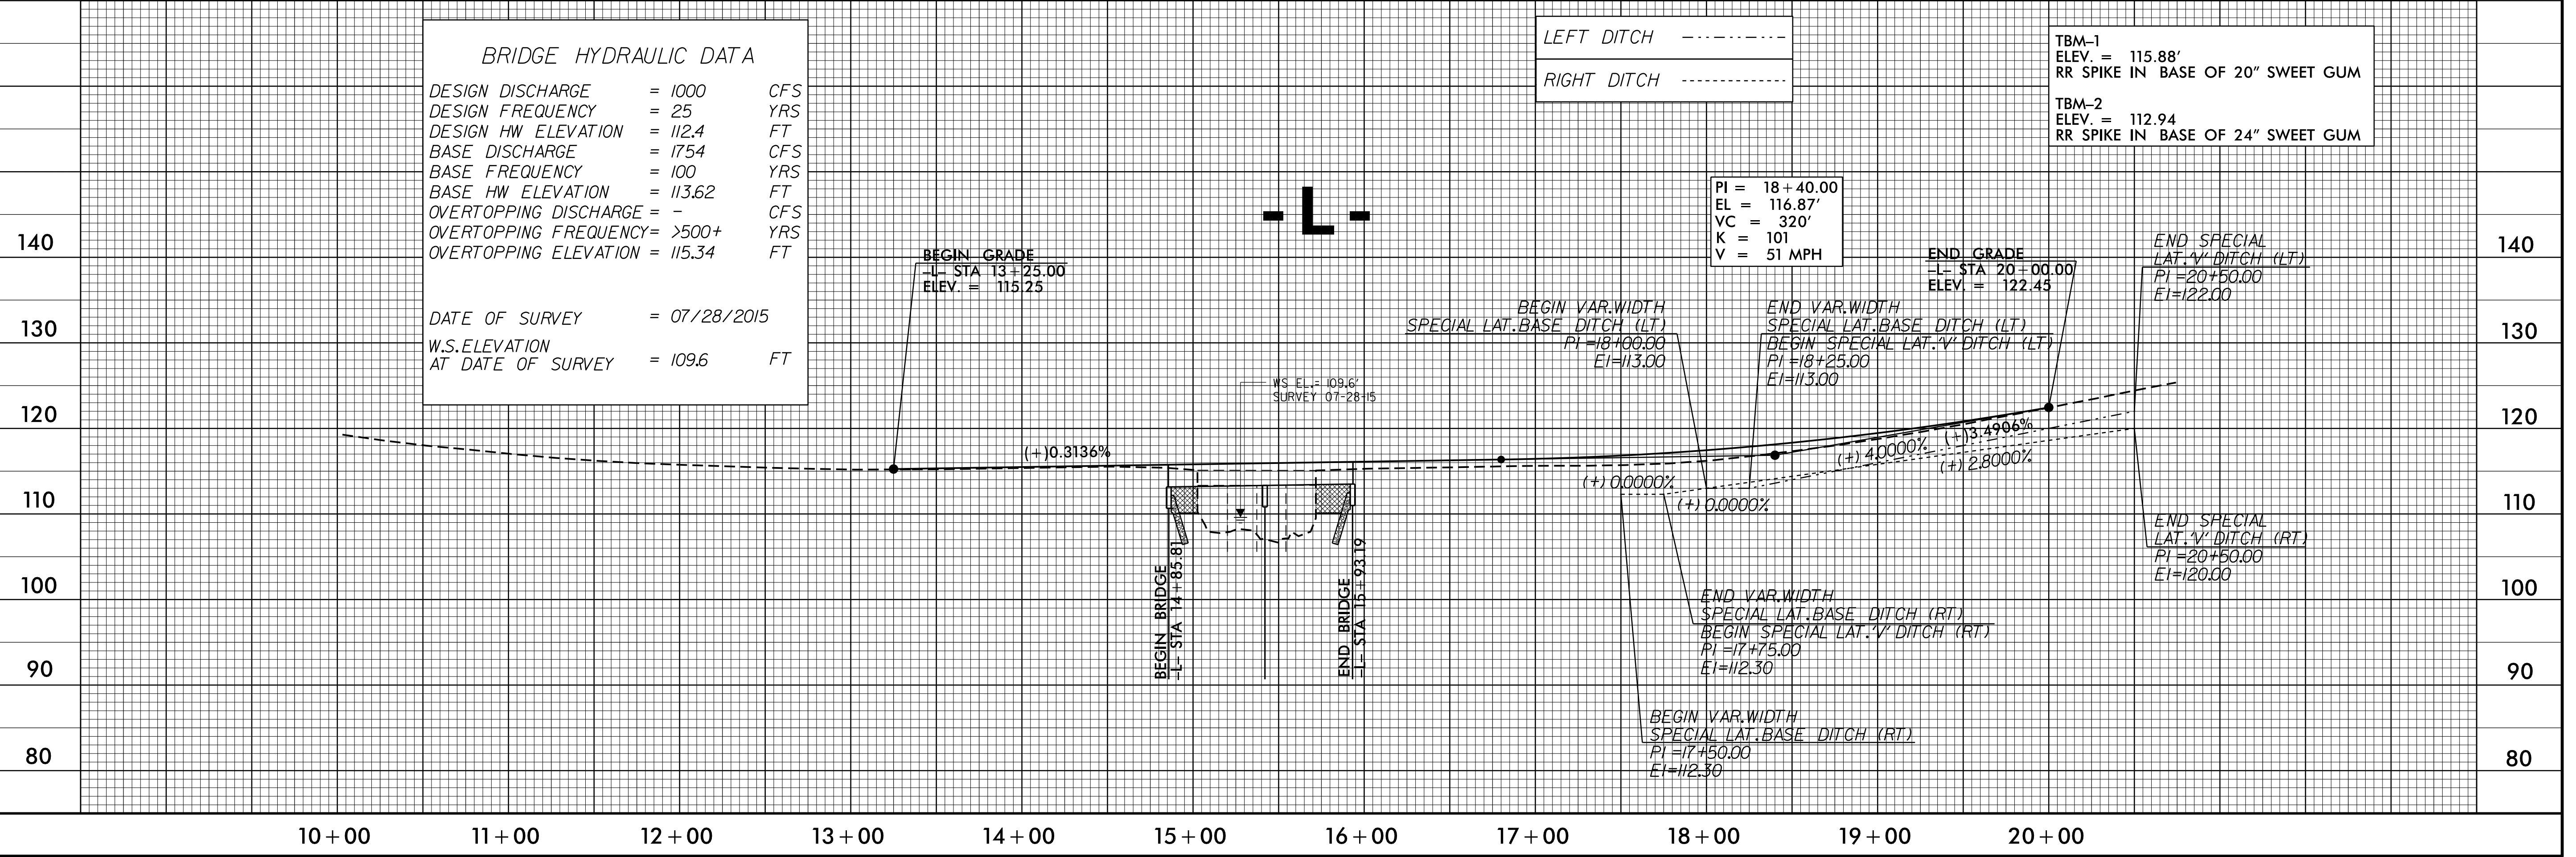 BRIDGE HYDRAULIC DATA
DESIGN DISCHARGE = 1000 CFS
DESIGN FREQUENCY = 25 YRS
DESIGN HW ELEVATION = 112.4 FT
BASE DISCHARGE = 1754 CFS
BASE FREQUENCY = 100 YRS
BASE HW ELEVATION = 113.62 FT
OVERTOPPING DISCHARGE = - CFS
OVERTOPPING FREQUENCY= >500+ YRS
OVERTOPPING ELEVATION = 115.34 FT
DATE OF SURVEY = 07/28/2015
W.S.ELEVATION
AT DATE OF SURVEY = 109.6 FT
LEFT DITCH
RIGHT DITCH
TBM-1
ELEV. = 115.88'
RR SPIKE IN BASE OF 20" SWEET GUM
TBM-2
ELEV. = 112.94
RR SPIKE IN BASE OF 24" SWEET GUM
-L-
PI = 18+40.00
EL = 116.87'
VC = 320'
K = 101
V = 51 MPH
BEGIN GRADE
-L- STA 13+25.00
ELEV. = 115.25
END GRADE
-L- STA 20+00.00
ELEV. = 122.45
END SPECIAL
LAT.'V' DITCH (LT)
PI =20+50.00
El=122.00
BEGIN VAR.WIDTH
SPECIAL LAT.BASE DITCH (LT)
PI =18+00.00
El=113.00
END VAR.WIDTH
SPECIAL LAT.BASE DITCH (LT)
BEGIN SPECIAL LAT.'V' DITCH (LT)
PI =18+25.00
El=113.00
WS EL.= 109.6'
SURVEY 07-28-15
(+)0.3136%
(+)3.4906%
(+) 4.0000%
(+) 2.8000%
(+) 0.0000%
(+) 0.0000%
BEGIN BRIDGE
-L- STA 14+85.81
END BRIDGE
-L- STA 15+93.19
END SPECIAL
LAT.'V' DITCH (RT)
PI =20+50.00
El=120.00
END VAR.WIDTH
SPECIAL LAT.BASE DITCH (RT)
BEGIN SPECIAL LAT.'V' DITCH (RT)
PI =17+75.00
El=112.30
BEGIN VAR.WIDTH
SPECIAL LAT.BASE DITCH (RT)
PI =17+50.00
El=112.30
140 140
130 130
120 120
110 110
100 100
90 90
80 80
10+00 11+00 12+00 13+00 14+00 15+00 16+00 17+00 18+00 19+00 20+00